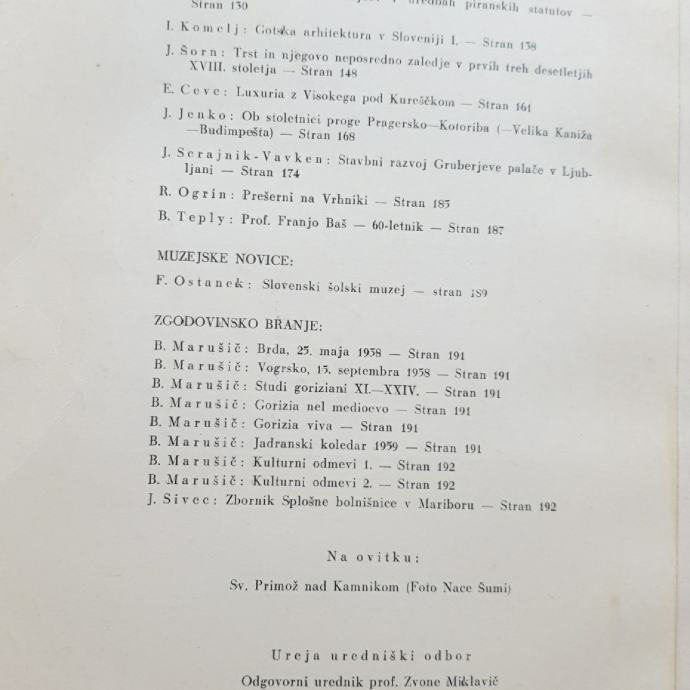 uredbah piranskih statutov —
Stran 130
I. Komelj: Gotska arhitektura v Sloveniji I. — Stran 138
J. Šorn: Trst in njegovo neposredno zaledje v prvih treh desetletjih
XVIII. stoletja — Stran 148
E. Cevc: Luxuria z Visokega pod Kureščkom — Stran 161
J. Jenko: Ob stoletnici proge Pragersko—Kotoriba (—Velika Kaniža
—Budimpešta) — Stran 168
J. Serajnik-Vavken: Stavbni razvoj Gruberjeve palače v Ljub-
ljani — Stran 174
R. Ogrin: Prešerni na Vrhniki — Stran 185
B. Teply: Prof. Franjo Baš — 60-letnik — Stran 187
MUZEJSKE NOVICE:
F. Ostanek: Slovenski šolski muzej — stran 189
ZGODOVINSKO BRANJE:
B. Marušič: Brda, 25. maja 1958 — Stran 191
B. Marušič: Vogrsko, 15. septembra 1958 — Stran 191
B. Marušič: Studi goriziani XI.—XXIV. — Stran 191
B. Marušič: Gorizia nel medioevo — Stran 191
B. Marušič: Gorizia viva — Stran 191
B. Marušič: Jadranski koledar 1959 — Stran 191
B. Marušič: Kulturni odmevi 1. — Stran 192
B. Marušič: Kulturni odmevi 2. — Stran 192
J. Sivec: Zbornik Splošne bolnišnice v Mariboru — Stran 192
Na ovitku:
Sv. Primož nad Kamnikom (Foto Nace Šumi)
Ureja uredniški odbor
Odgovorni urednik prof. Zvone Miklavič